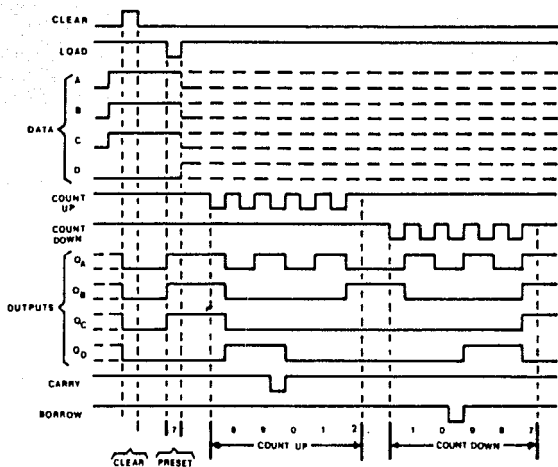 CLEAR
LOAD
A
B
DATA
C
D
COUNT UP
COUNT DOWN
QA
QB
OUTPUTS
QC
QD
CARRY
BORROW
7 8 9 0 1 2 1 0 9 8 7
COUNT UP COUNT DOWN
CLEAR PRESET